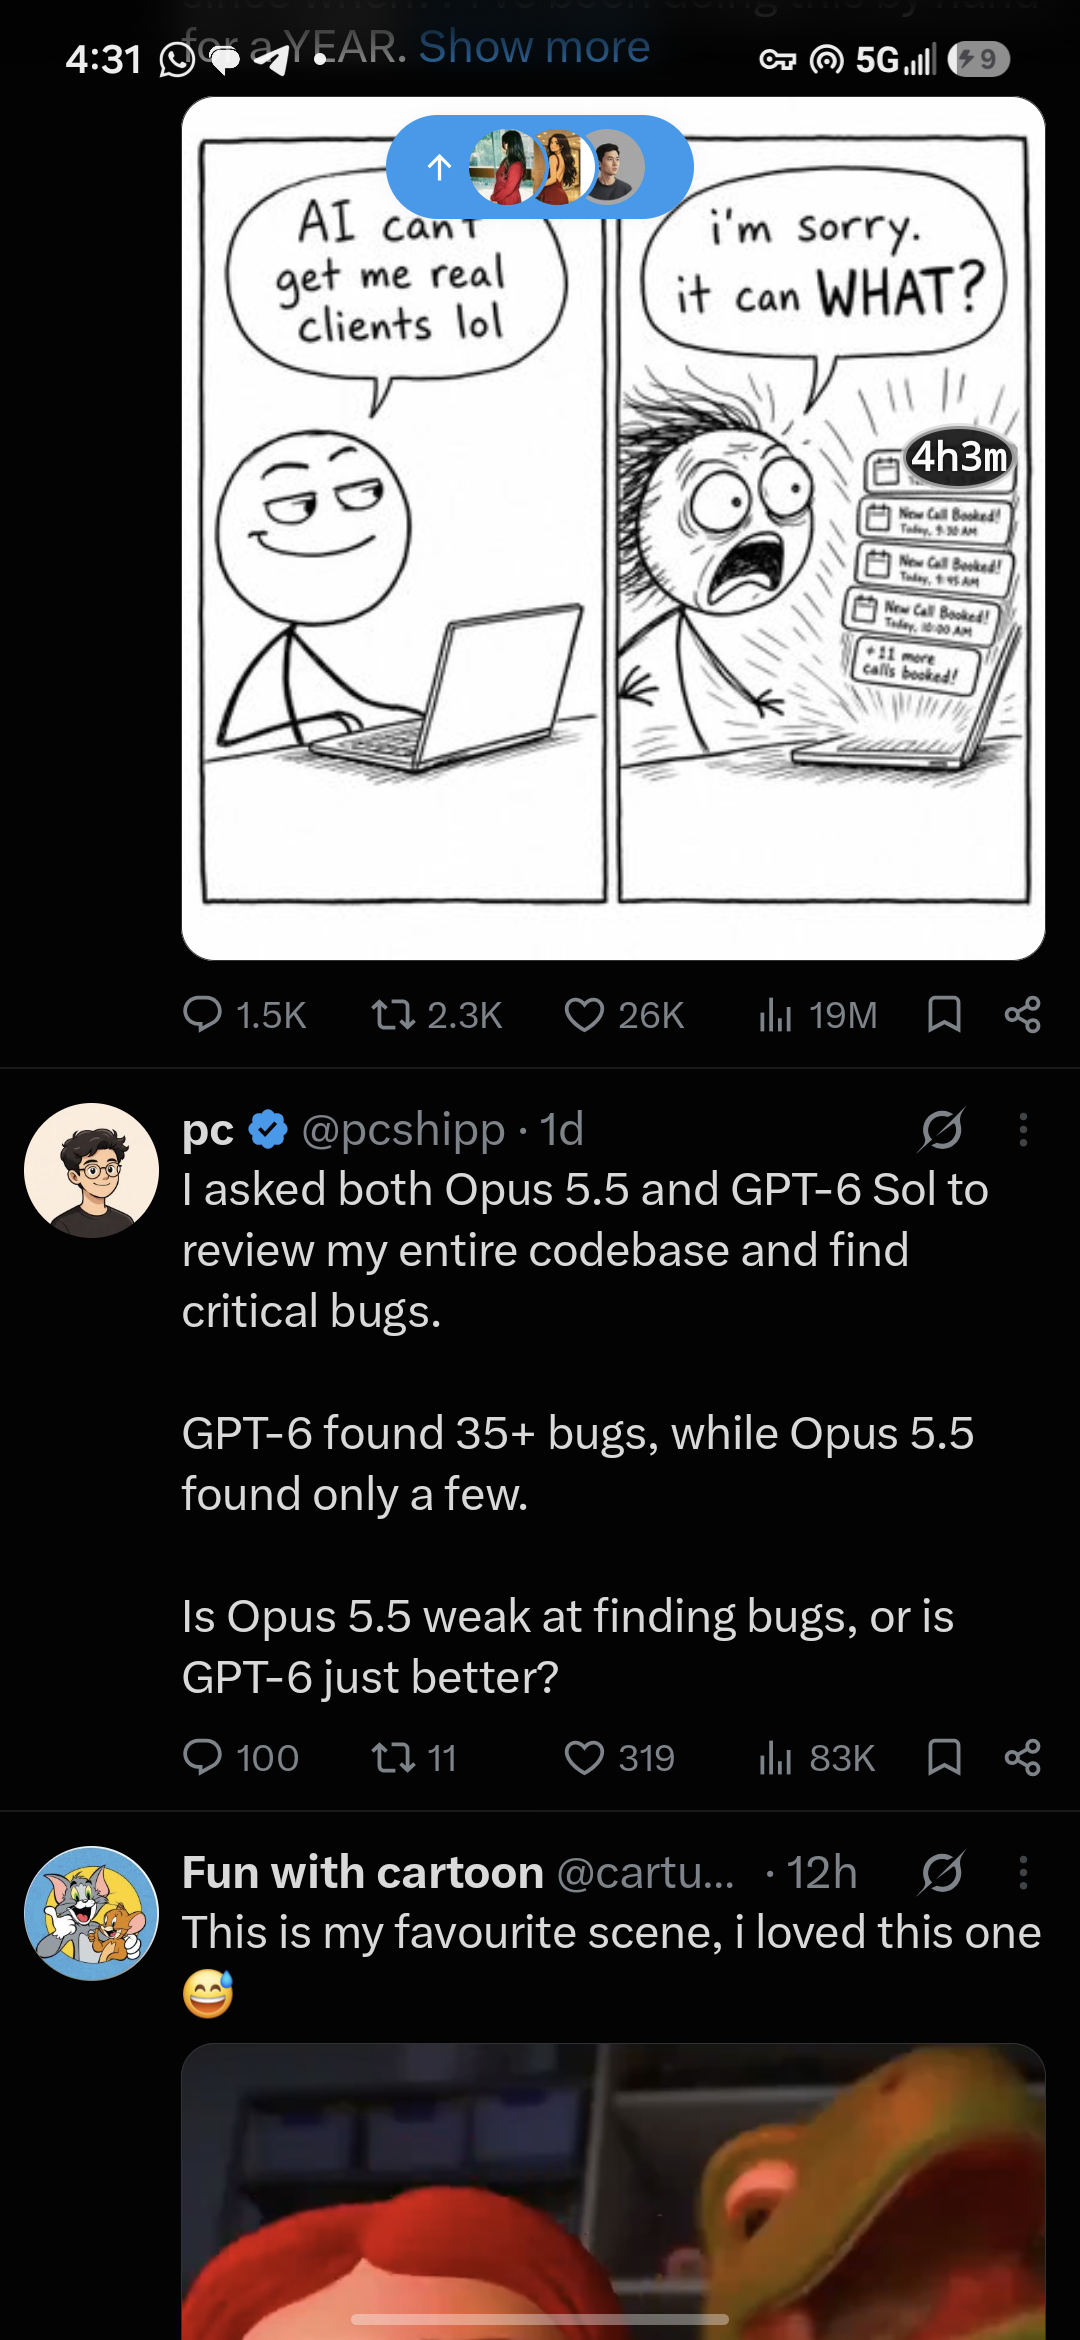 for a YEAR. Show more
4:31
5G
9
AI can't
get me real
clients lol
i'm sorry.
it can WHAT?
4h3m
New Call Booked!
Today, 9:30 AM
New Call Booked!
Today, 9:45 AM
New Call Booked!
Today, 10:00 AM
+11 more
calls booked!
1.5K 2.3K 26K 19M
pc @pcshipp · 1d
I asked both Opus 5.5 and GPT-6 Sol to
review my entire codebase and find
critical bugs.
GPT-6 found 35+ bugs, while Opus 5.5
found only a few.
Is Opus 5.5 weak at finding bugs, or is
GPT-6 just better?
100 11 319 83K
Fun with cartoon @cartu... · 12h
This is my favourite scene, i loved this one
😅